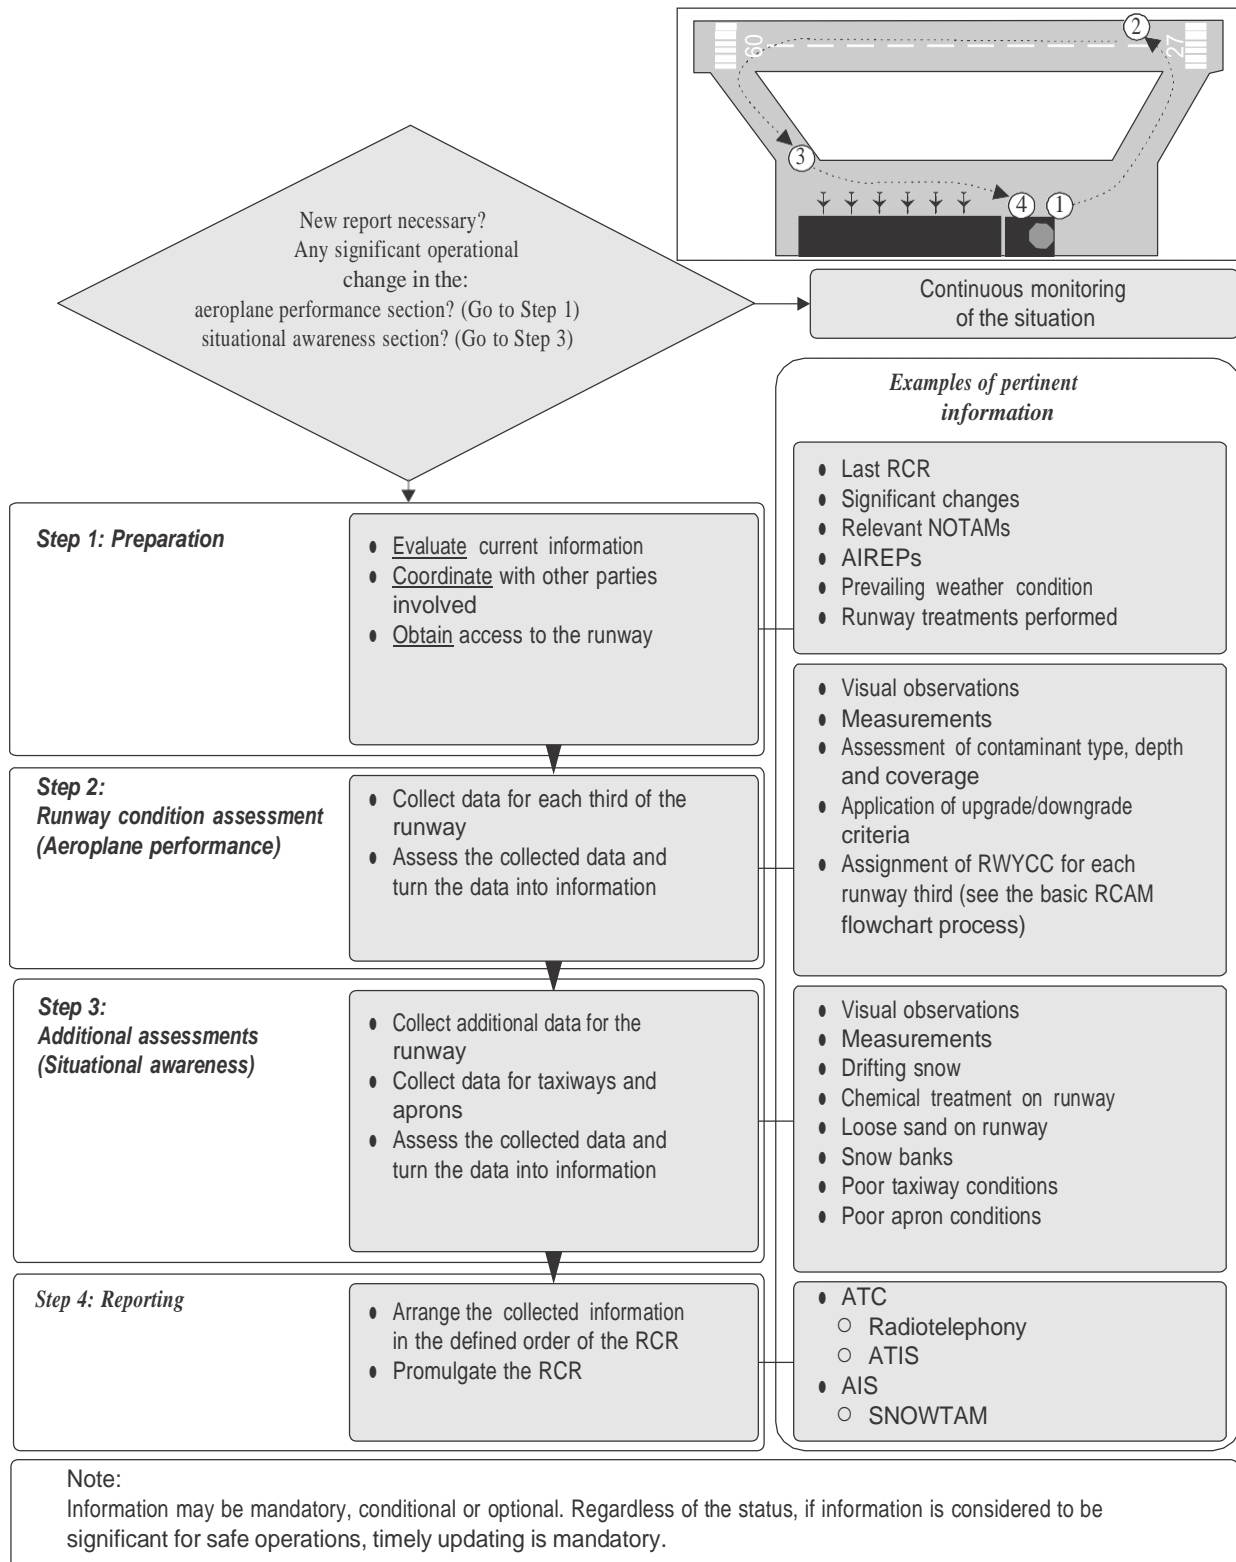 2
60
27
3
4
1
New report necessary?
Any significant operational
change in the:
aeroplane performance section? (Go to Step 1)
situational awareness section? (Go to Step 3)
Continuous monitoring
of the situation
Examples of pertinent
information
Step 1: Preparation
• Evaluate current information
• Coordinate with other parties
involved
• Obtain access to the runway
• Last RCR
• Significant changes
• Relevant NOTAMs
• AIREPs
• Prevailing weather condition
• Runway treatments performed
Step 2:
Runway condition assessment
(Aeroplane performance)
• Collect data for each third of the
runway
• Assess the collected data and
turn the data into information
• Visual observations
• Measurements
• Assessment of contaminant type, depth
and coverage
• Application of upgrade/downgrade
criteria
• Assignment of RWYCC for each
runway third (see the basic RCAM
flowchart process)
Step 3:
Additional assessments
(Situational awareness)
• Collect additional data for the
runway
• Collect data for taxiways and
aprons
• Assess the collected data and
turn the data into information
• Visual observations
• Measurements
• Drifting snow
• Chemical treatment on runway
• Loose sand on runway
• Snow banks
• Poor taxiway conditions
• Poor apron conditions
Step 4: Reporting
• Arrange the collected information
in the defined order of the RCR
• Promulgate the RCR
• ATC
○ Radiotelephony
○ ATIS
• AIS
○ SNOWTAM
Note:
Information may be mandatory, conditional or optional. Regardless of the status, if information is considered to be
significant for safe operations, timely updating is mandatory.